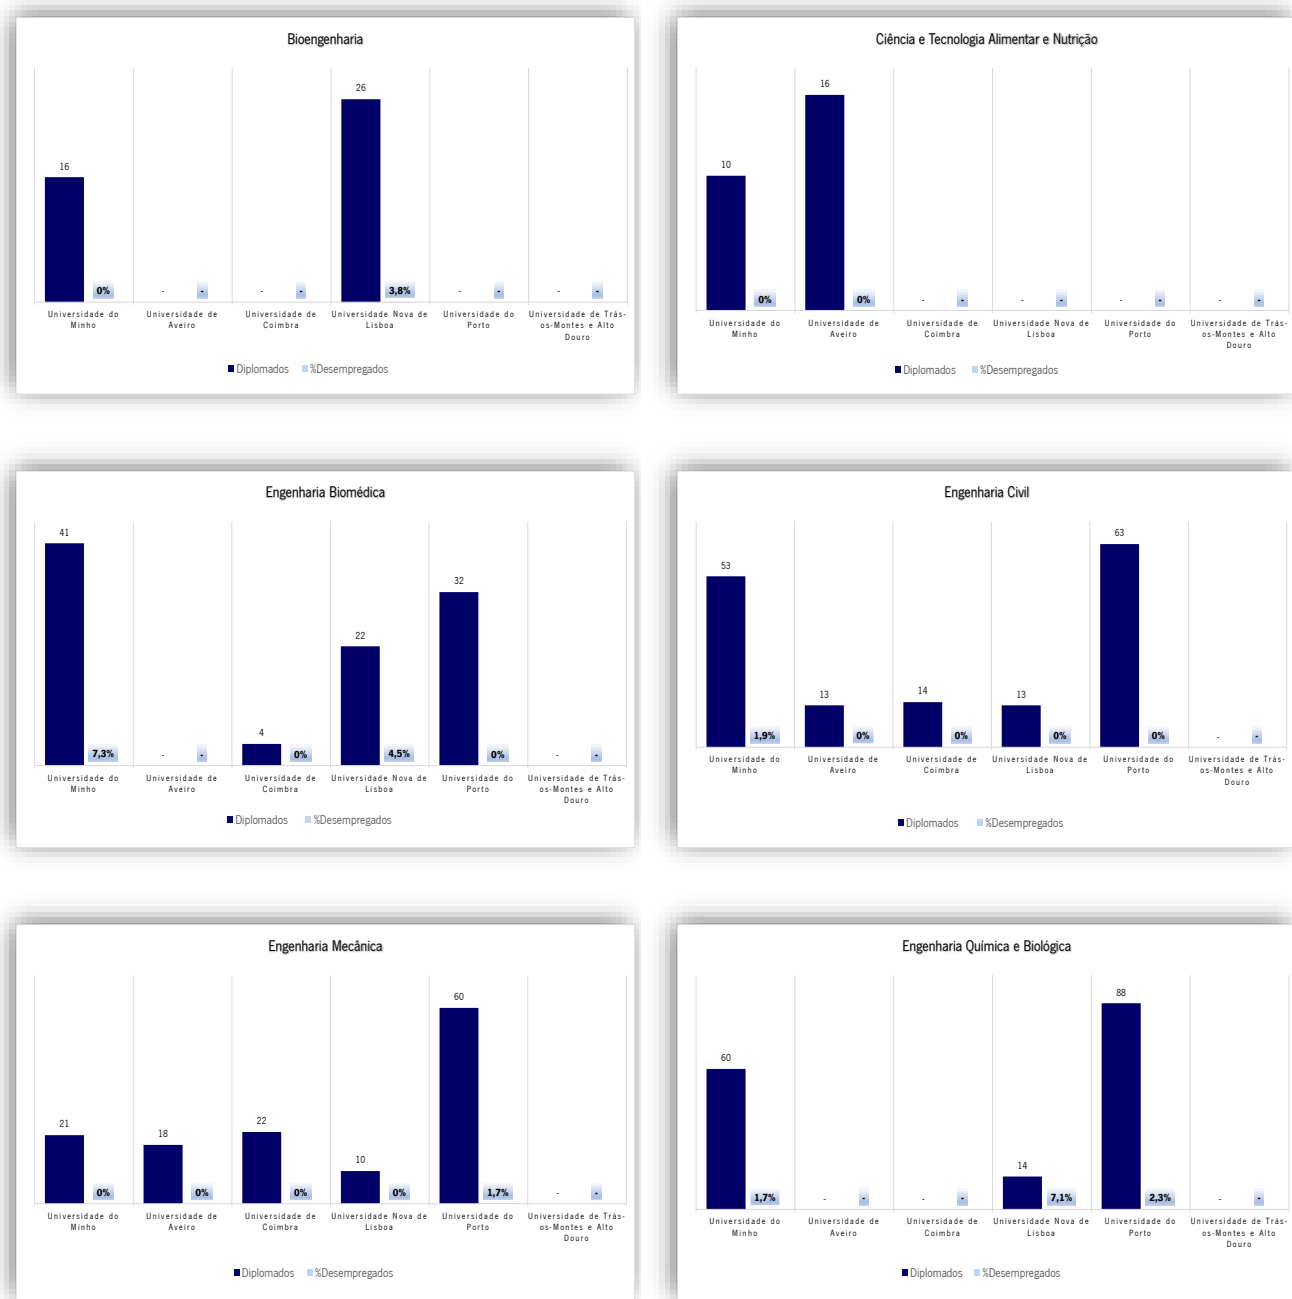 Bioengenharia
26
16
0%
-
-
-
-
3,8%
-
-
-
-
Universidade do Minho
Universidade de Aveiro
Universidade de Coimbra
Universidade Nova de Lisboa
Universidade do Porto
Universidade de Trás-os-Montes e Alto Douro
Diplomados %Desempregados
Ciência e Tecnologia Alimentar e Nutrição
16
10
0%
0%
-
-
-
-
-
-
-
-
Universidade do Minho
Universidade de Aveiro
Universidade de Coimbra
Universidade Nova de Lisboa
Universidade do Porto
Universidade de Trás-os-Montes e Alto Douro
Diplomados %Desempregados
Engenharia Biomédica
41
32
22
4
7,3%
-
-
0%
4,5%
0%
-
-
Universidade do Minho
Universidade de Aveiro
Universidade de Coimbra
Universidade Nova de Lisboa
Universidade do Porto
Universidade de Trás-os-Montes e Alto Douro
Diplomados %Desempregados
Engenharia Civil
63
53
13
14
13
1,9%
0%
0%
0%
0%
-
-
Universidade do Minho
Universidade de Aveiro
Universidade de Coimbra
Universidade Nova de Lisboa
Universidade do Porto
Universidade de Trás-os-Montes e Alto Douro
Diplomados %Desempregados
Engenharia Mecânica
60
21
18
22
10
0%
0%
0%
0%
1,7%
-
-
Universidade do Minho
Universidade de Aveiro
Universidade de Coimbra
Universidade Nova de Lisboa
Universidade do Porto
Universidade de Trás-os-Montes e Alto Douro
Diplomados %Desempregados
Engenharia Química e Biológica
88
60
14
1,7%
-
-
-
-
7,1%
2,3%
-
-
Universidade do Minho
Universidade de Aveiro
Universidade de Coimbra
Universidade Nova de Lisboa
Universidade do Porto
Universidade de Trás-os-Montes e Alto Douro
Diplomados %Desempregados